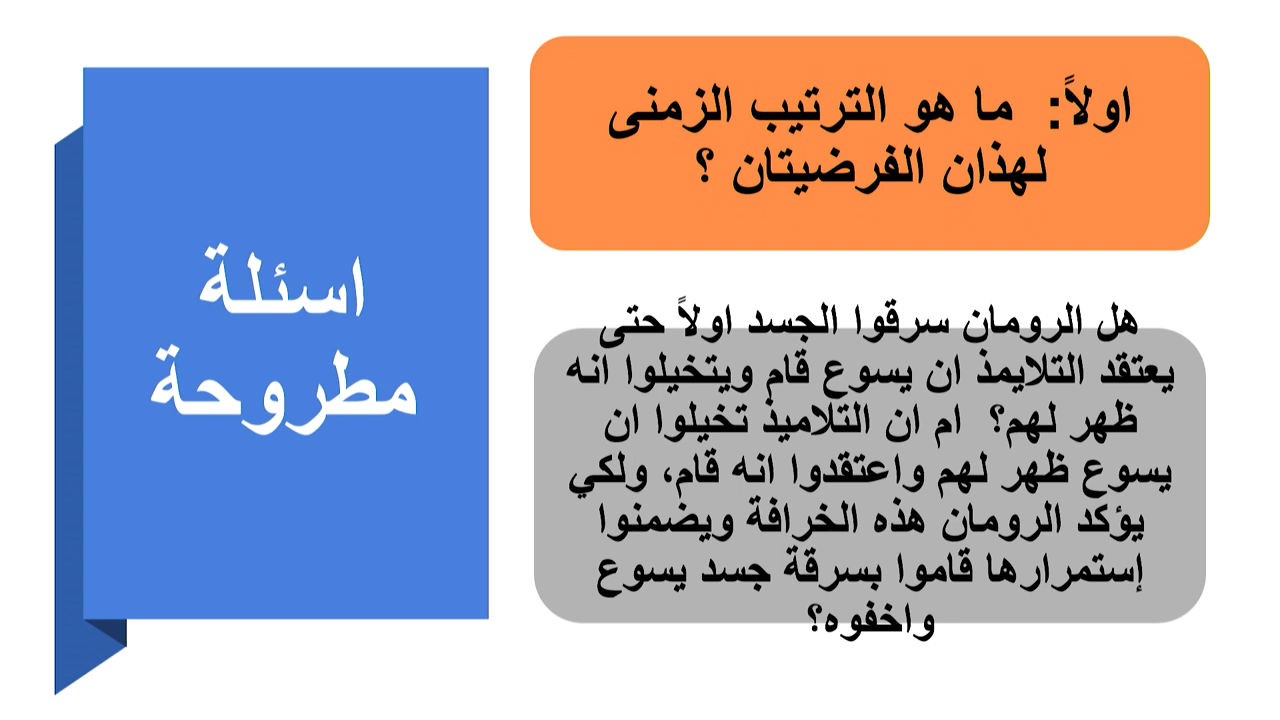 اسئلة
مطروحة
اولاً: ما هو الترتيب الزمنى
لهذان الفرضيتان ؟
هل الرومان سرقوا الجسد اولاً حتى
يعتقد التلايمذ ان يسوع قام ويتخيلوا انه
ظهر لهم؟ ام ان التلاميذ تخيلوا ان
يسوع ظهر لهم واعتقدوا انه قام، ولكي
يؤكد الرومان هذه الخرافة ويضمنوا
إستمرارها قاموا بسرقة جسد يسوع
واخفوه؟